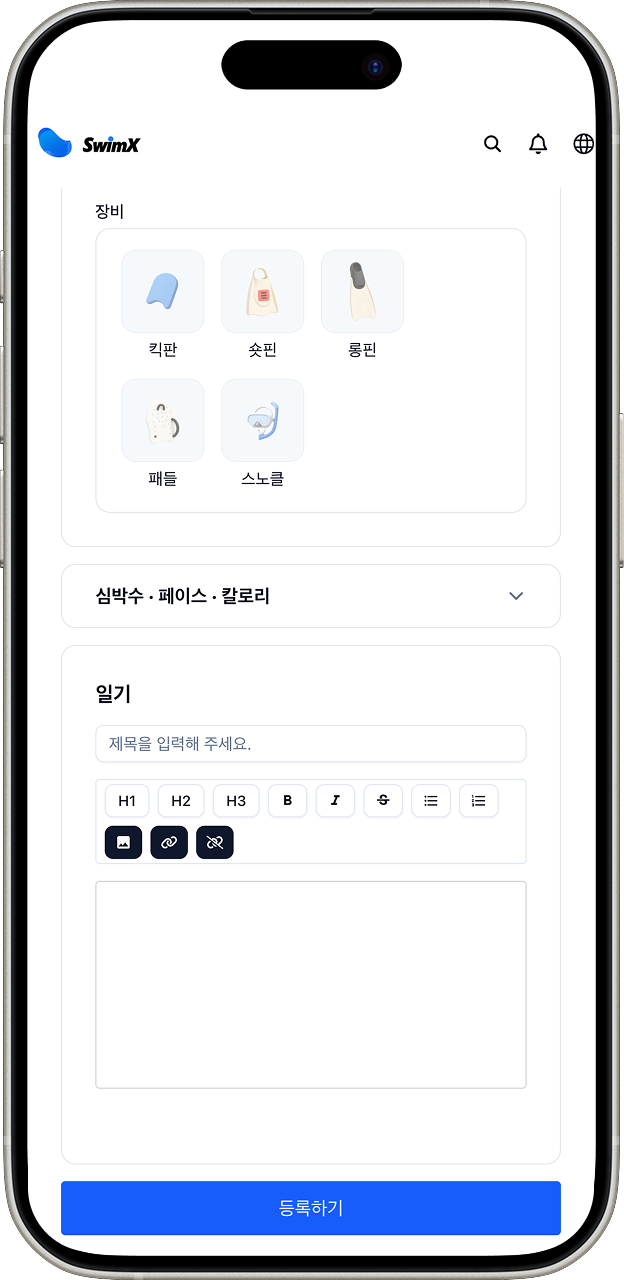 SwimX
장비
킥판 숏핀 롱핀
패들 스노클
심박수 · 페이스 · 칼로리
일기
제목을 입력해 주세요.
H1 H2 H3 B I S
등록하기